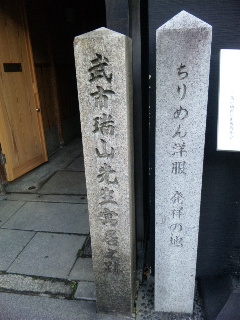 武市瑞山先生寓居之跡
ちりめん洋服 発祥の地